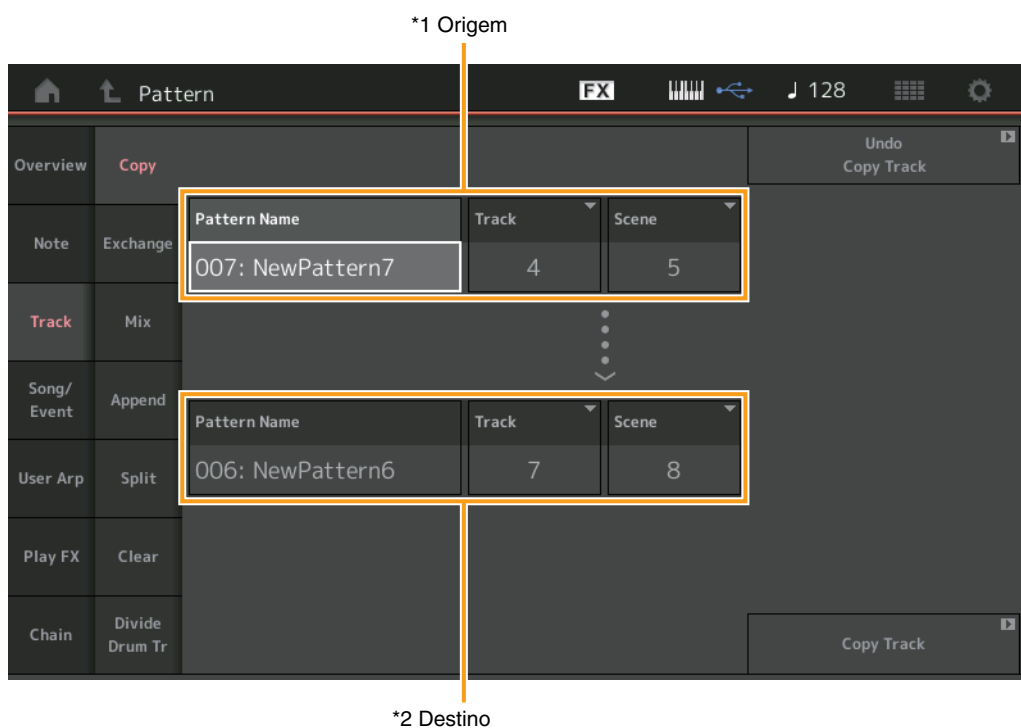 *1 Origem
Pattern
FX
♩ 128
Overview
Copy
Undo
Copy Track
Note
Exchange
Pattern Name
Track
Scene
007: NewPattern7
4
5
Track
Mix
Song/
Event
Append
Pattern Name
Track
Scene
006: NewPattern6
7
8
User Arp
Split
Play FX
Clear
Chain
Divide
Drum Tr
Copy Track
*2 Destino